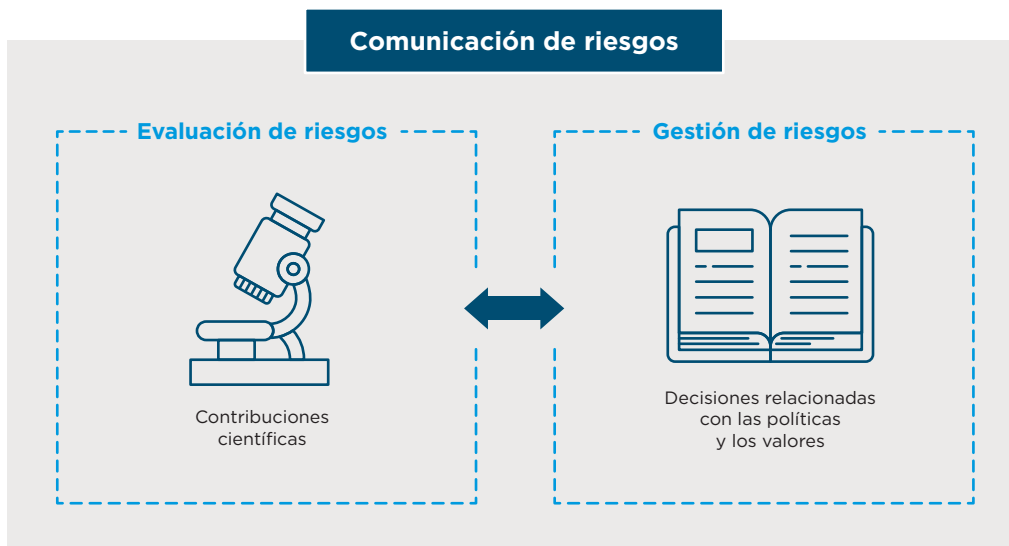 Comunicación de riesgos
Evaluación de riesgos
Contribuciones
científicas
Gestión de riesgos
Decisiones relacionadas
con las políticas
y los valores